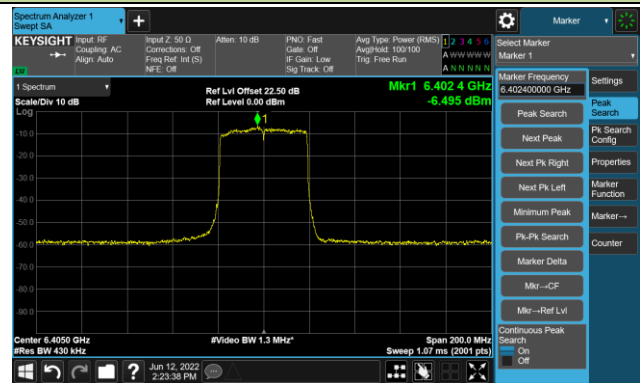 Spectrum Analyzer 1
Swept SA
+
Marker
KEYSIGHT
Input: RF
Coupling: AC
Align: Auto
Input Z: 50 Ω
Corrections: Off
Freq Ref: Int (S)
NFE: Off
Atten: 10 dB
PNO: Fast
Gate: Off
IF Gain: Low
Sig Track: Off
Avg Type: Power (RMS)
Avg|Hold: 100/100
Trig: Free Run
1 2 3 4 5 6
A W W W W W
A N N N N N
LXI
Select Marker
Marker 1
1 Spectrum
Scale/Div 10 dB
Log
Ref Lvl Offset 22.50 dB
Ref Level 0.00 dBm
Mkr1 6.402 4 GHz
-6.495 dBm
1
-10.0
-20.0
-30.0
-40.0
-50.0
-60.0
-70.0
-80.0
-90.0
Center 6.4050 GHz
#Res BW 430 kHz
#Video BW 1.3 MHz*
Span 200.0 MHz
Sweep 1.07 ms (2001 pts)
Marker Frequency
6.402400000 GHz
Peak Search
Next Peak
Next Pk Right
Next Pk Left
Minimum Peak
Pk-Pk Search
Marker Delta
Mkr→CF
Mkr→Ref Lvl
Continuous Peak
Search
On
Off
Settings
Peak
Search
Pk Search
Config
Properties
Marker
Function
Marker→
Counter
?
Jun 12, 2022
2:23:38 PM